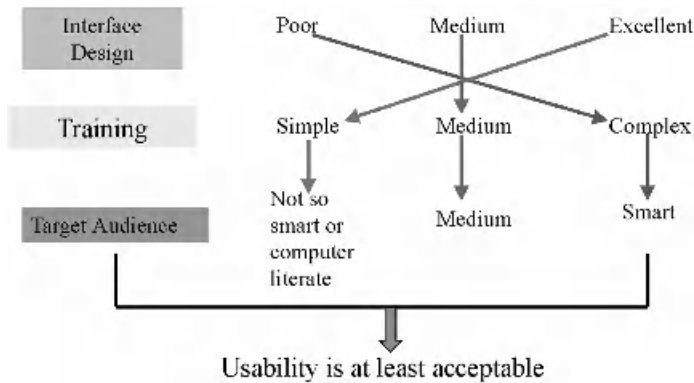 Interface
Design
Poor
Medium
Excellent
Training
Simple
Medium
Complex
Target Audience
Not so
smart or
computer
literate
Medium
Smart
Usability is at least acceptable